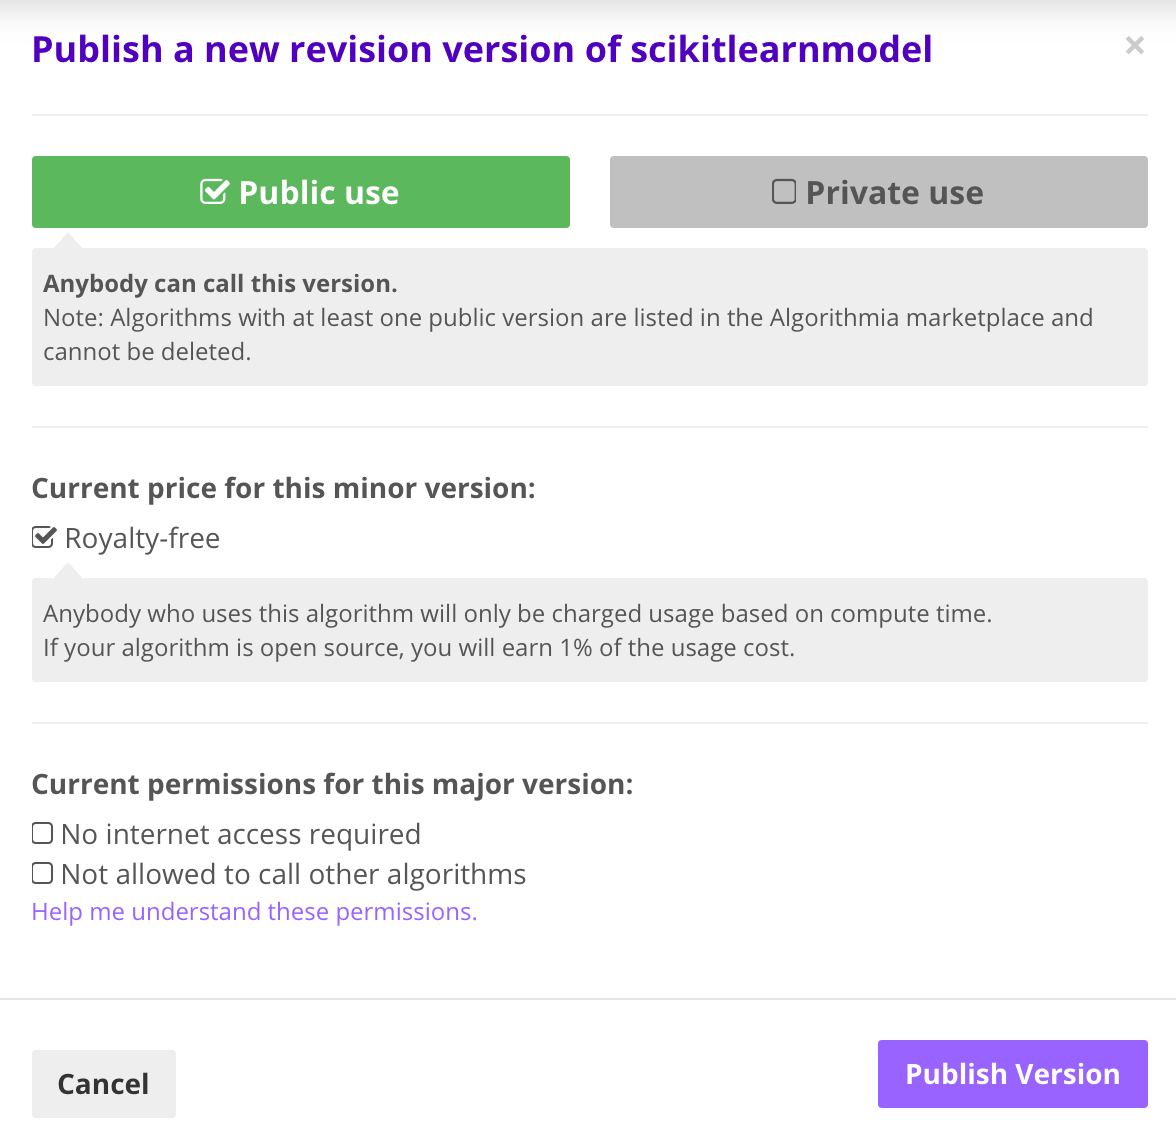 Publish a new revision version of scikitlearnmodel
×
Public use
Private use
Anybody can call this version.
Note: Algorithms with at least one public version are listed in the Algorithmia marketplace and
cannot be deleted.
Current price for this minor version:
Royalty-free
Anybody who uses this algorithm will only be charged usage based on compute time.
If your algorithm is open source, you will earn 1% of the usage cost.
Current permissions for this major version:
No internet access required
Not allowed to call other algorithms
Help me understand these permissions.
Cancel
Publish Version